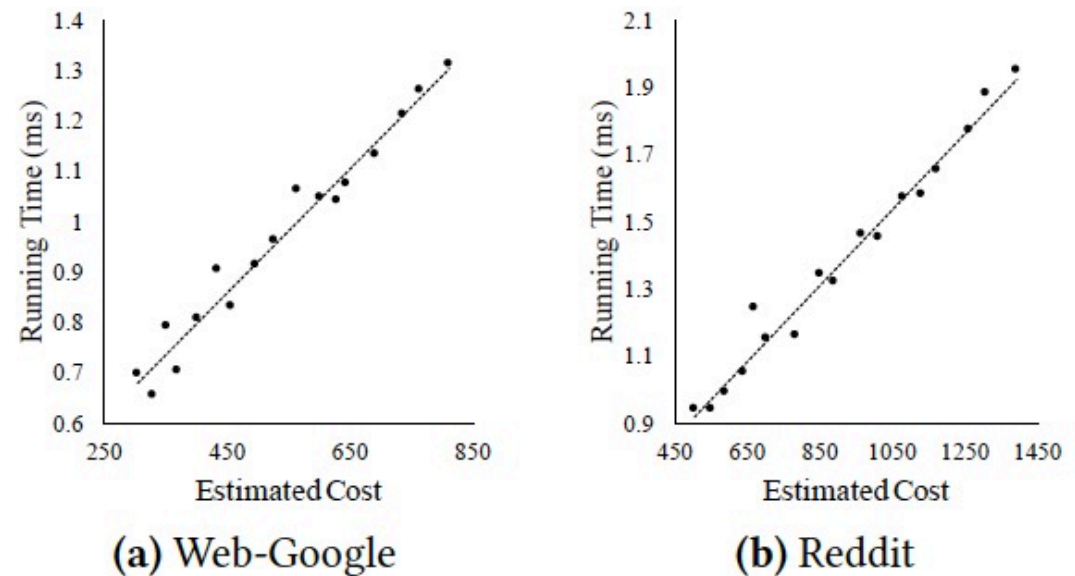 1.4
1.3
1.2
1.1
1
0.9
0.8
0.7
0.6
250 450 650 850
Running Time (ms)
Estimated Cost
(a) Web-Google
2.1
1.9
1.7
1.5
1.3
1.1
0.9
450 650 850 1050 1250 1450
Running Time (ms)
Estimated Cost
(b) Reddit